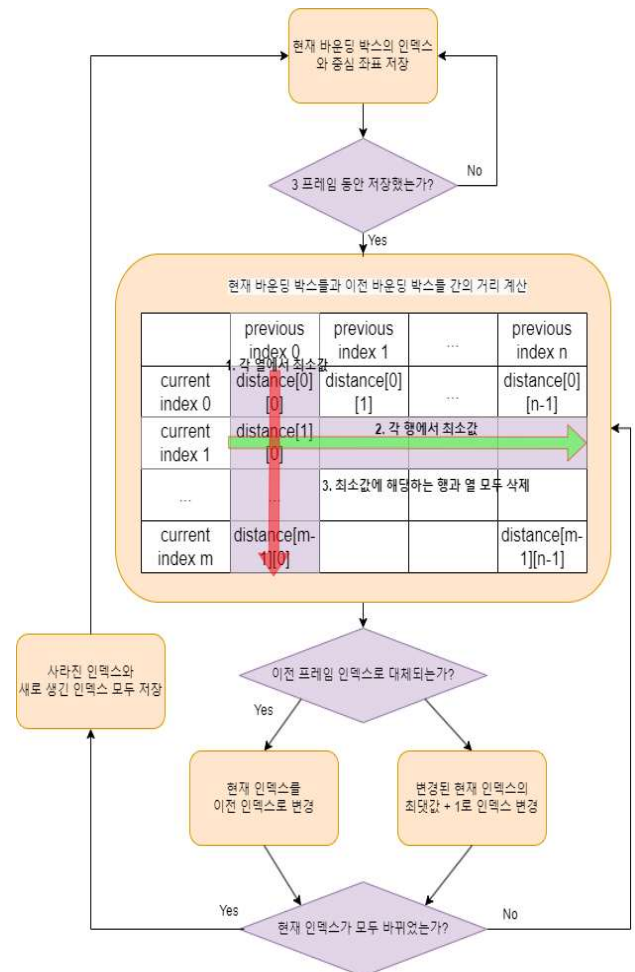 현재 바운딩 박스의 인덱스
와 중심 좌표 저장
3 프레임 동안 저장했는가?
No
Yes
현재 바운딩 박스들과 이전 바운딩 박스들 간의 거리 계산
previous
index 0
previous
index 1
...
previous
index n
1. 각 열에서 최소값
current
index 0
distance[0]
[0]
distance[0]
[1]
...
distance[0]
[n-1]
current
index 1
distance[1]
[0]
2. 각 행에서 최소값
...
...
3. 최소값에 해당하는 행과 열 모두 삭제
current
index m
distance[m-
1][0]
distance[m-
1][n-1]
이전 프레임 인덱스로 대체되는가?
사라진 인덱스와
새로 생긴 인덱스 모두 저장
Yes
현재 인덱스를
이전 인덱스로 변경
변경된 현재 인덱스의
최댓값 + 1로 인덱스 변경
Yes
현재 인덱스가 모두 바뀌었는가?
No